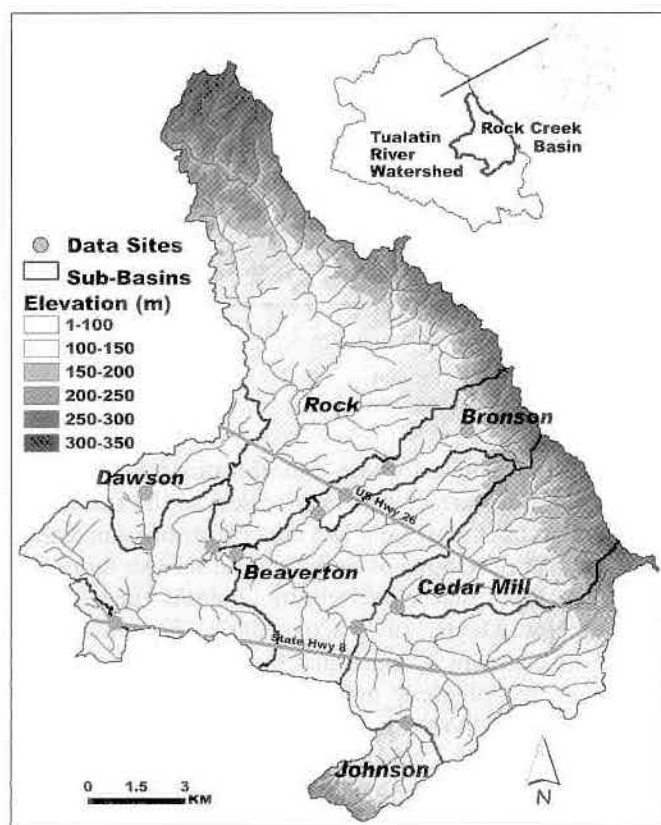 Tualatin
River
Watershed
Rock Creek
Basin
Data Sites
Sub-Basins
Elevation (m)
1-100
100-150
150-200
200-250
250-300
300-350
Rock
Bronson
Dawson
US Hwy 26
Beaverton
Cedar Mill
State Hwy 8
Johnson
0 1.5 3
KM
N